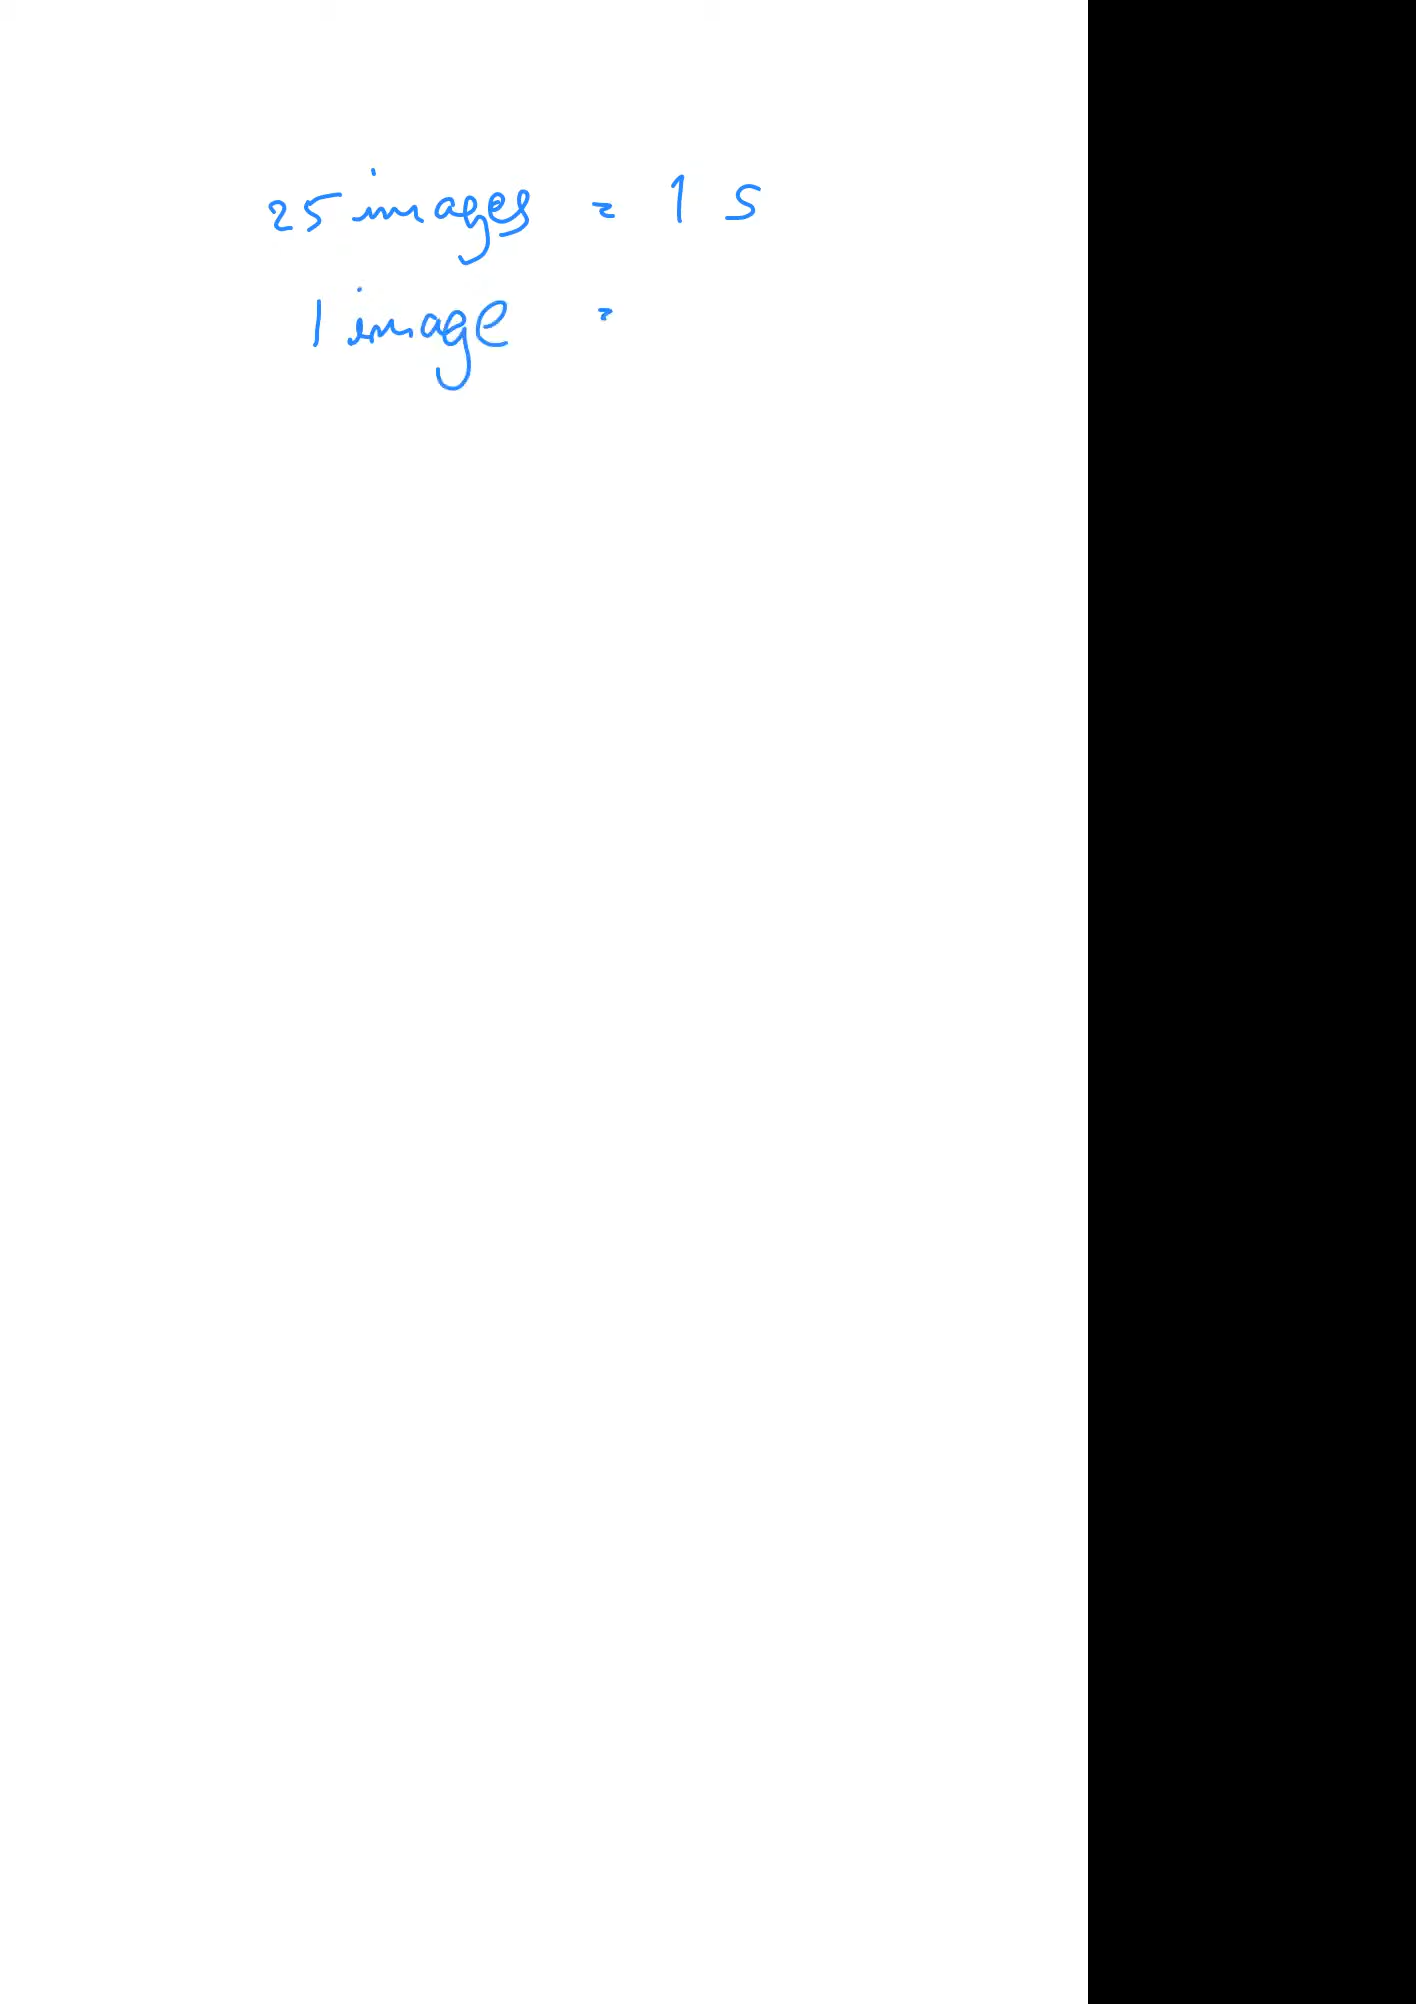 25 images = 1 s
1 image =